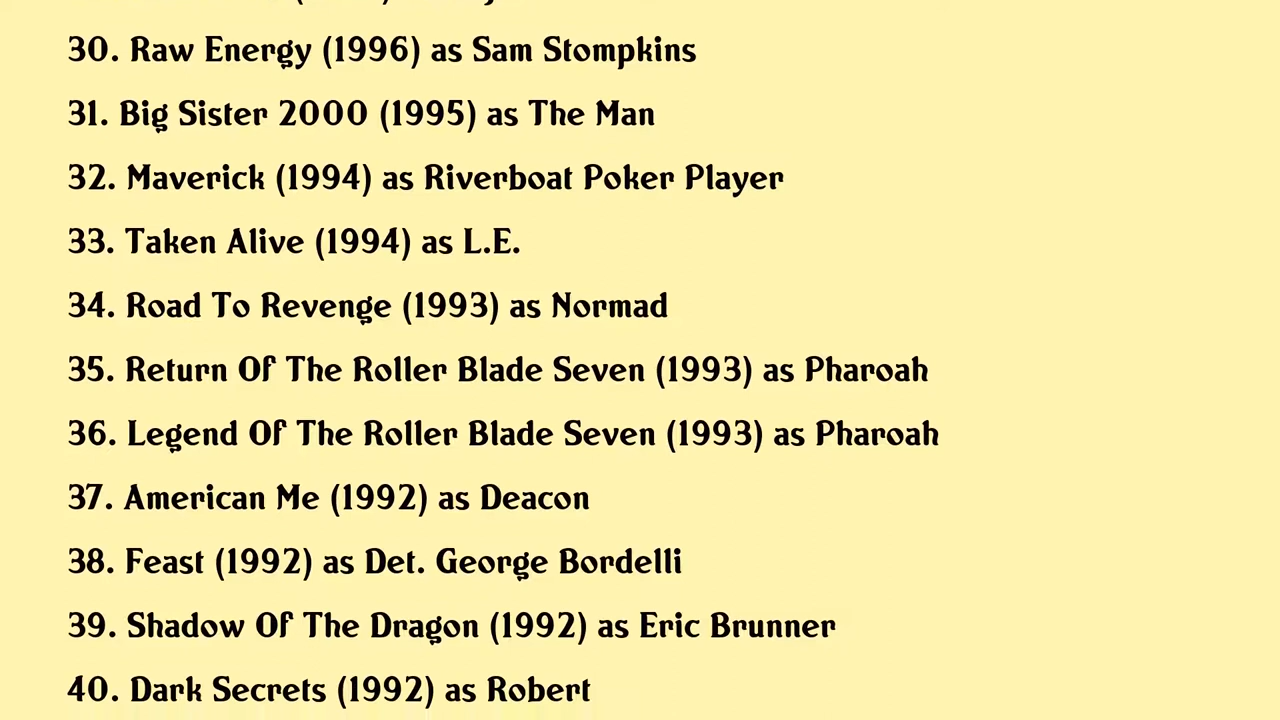 30. Raw Energy (1996) as Sam Stompkins
31. Big Sister 2000 (1995) as The Man
32. Maverick (1994) as Riverboat Poker Player
33. Taken Alive (1994) as L.E.
34. Road To Revenge (1993) as Normad
35. Return Of The Roller Blade Seven (1993) as Pharoah
36. Legend Of The Roller Blade Seven (1993) as Pharoah
37. American Me (1992) as Deacon
38. Feast (1992) as Det. George Bordelli
39. Shadow Of The Dragon (1992) as Eric Brunner
40. Dark Secrets (1992) as Robert